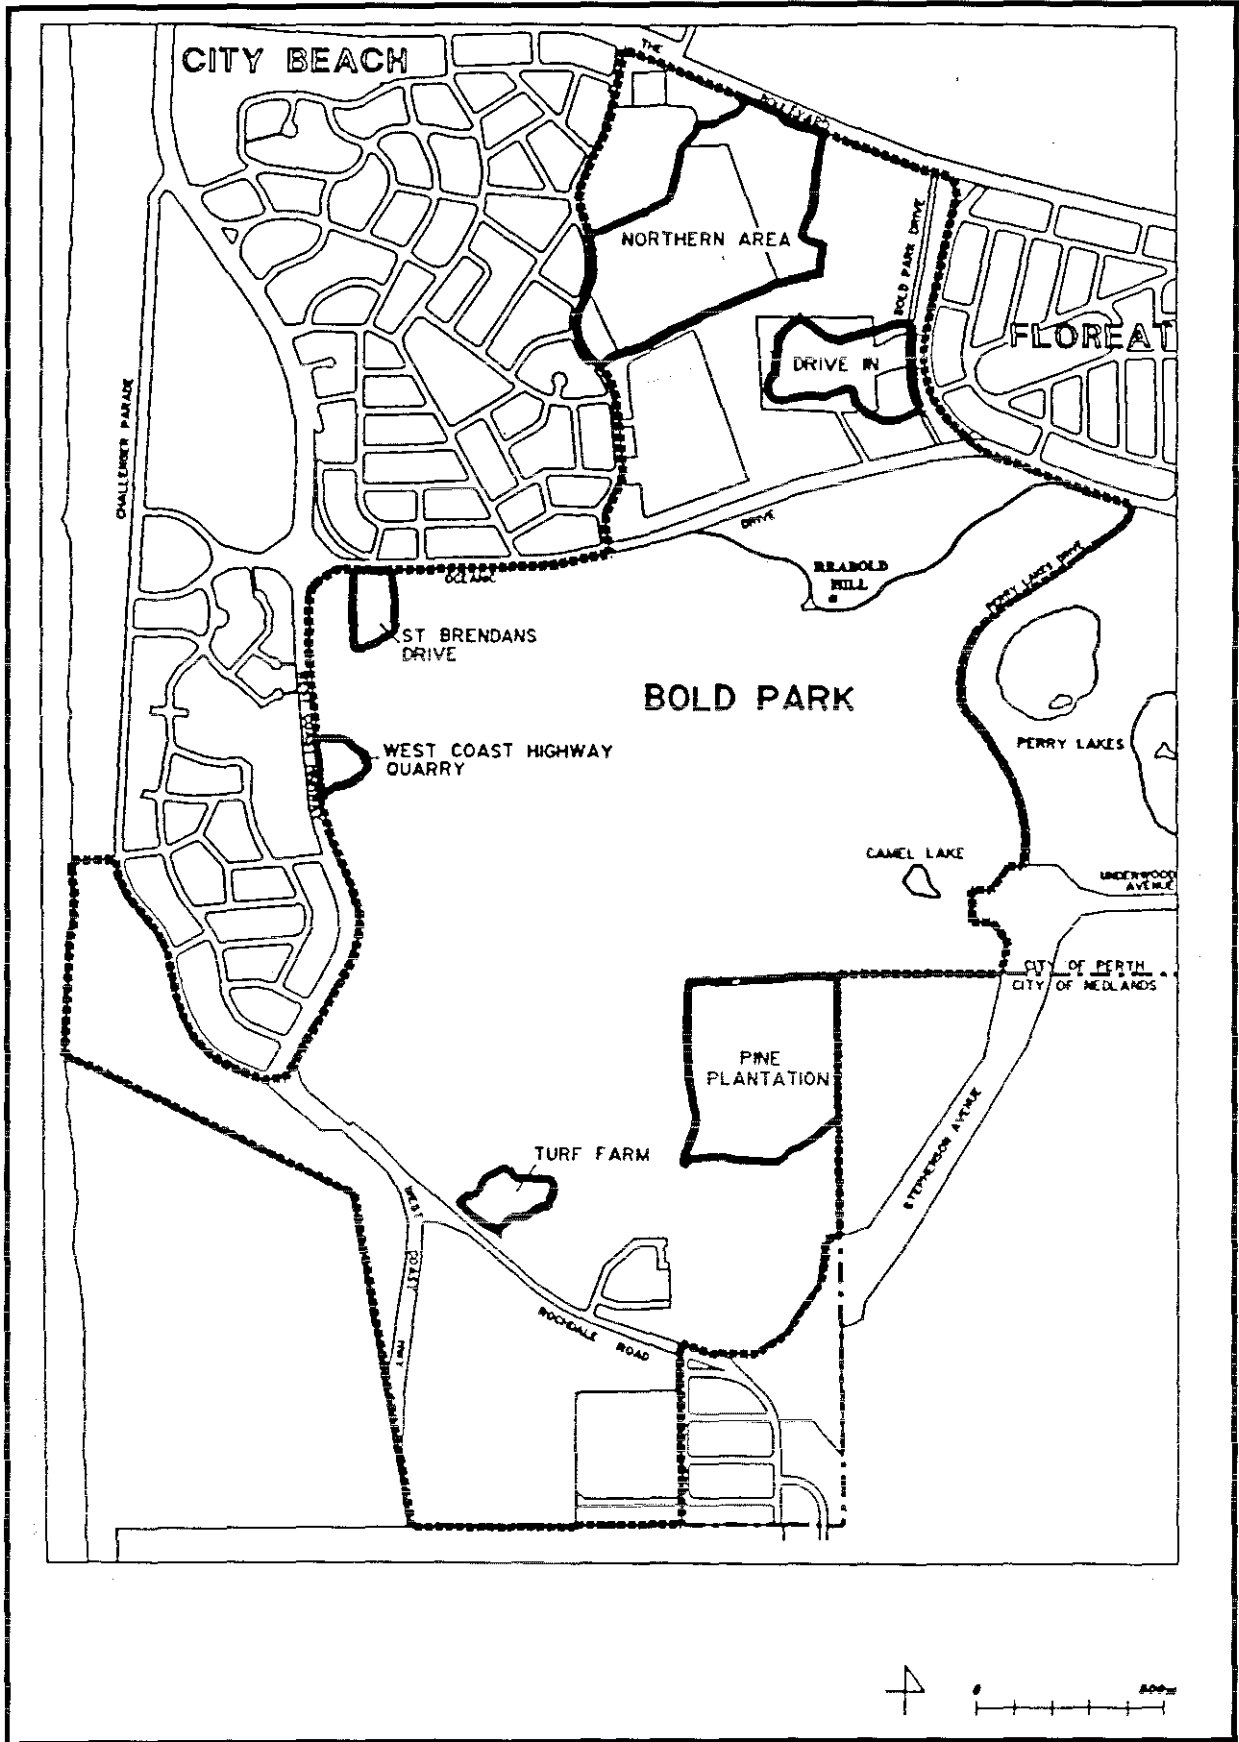 CITY BEACH
THE
BOULEVARD
NORTHERN AREA
BOLD PARK DRIVE
FLOREAT
DRIVE IN
CHALLENGER PARADE
DRIVE
OCEANIC
REABOLD
HILL
PERRY LAKES DRIVE
ST BRENDANS
DRIVE
BOLD PARK
WEST COAST HIGHWAY
QUARRY
PERRY LAKES
CAMEL LAKE
UNDERWOOD
AVENUE
CITY OF PERTH
CITY OF NEDLANDS
PINE
PLANTATION
STEPHENSON AVENUE
TURF FARM
WEST
COAST
HWY
ROCHDALE
ROAD
0